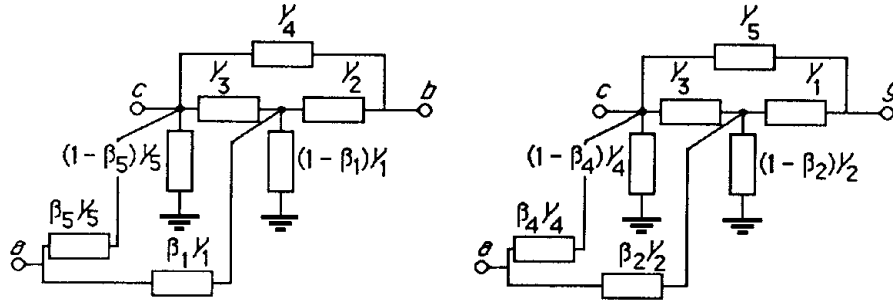 Y₄
Y₃
Y₂
c
b
(1 - β₅)Y₅
(1 - β₁)Y₁
β₅Y₅
a
β₁Y₁
Y₅
Y₃
Y₁
c
g
(1 - β₄)Y₄
(1 - β₂)Y₂
β₄Y₄
a
β₂Y₂